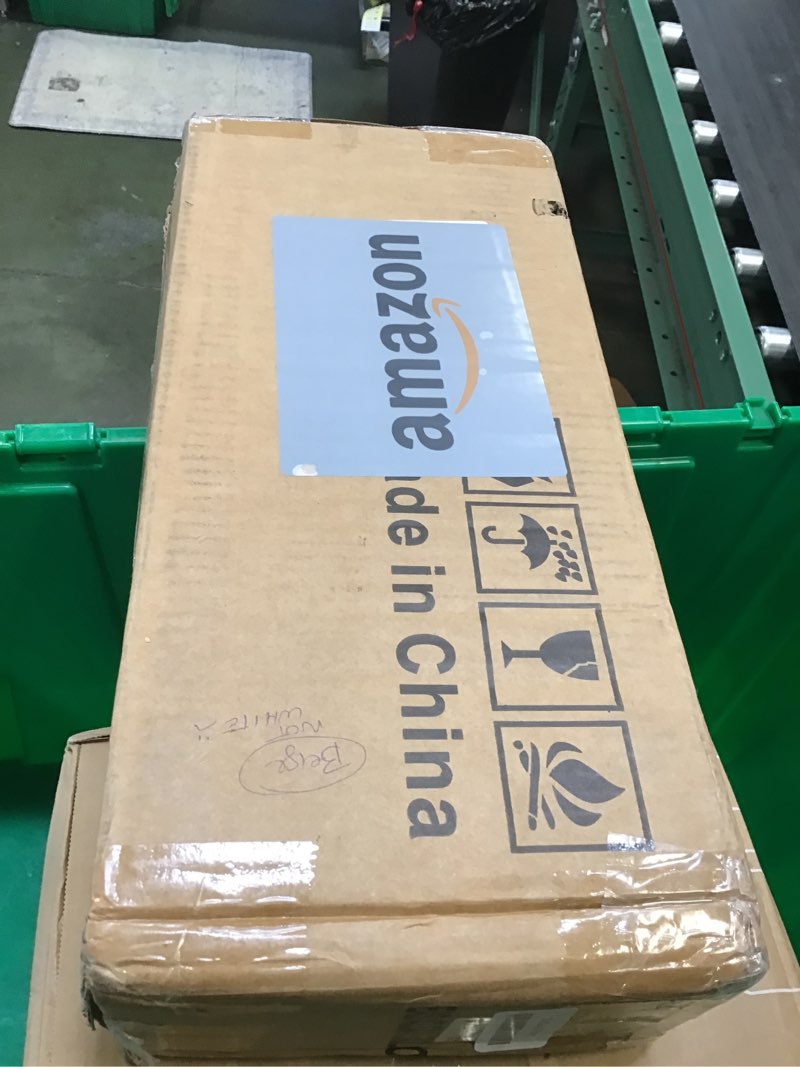 amazon
de in China
Beige
NOT
WHITE